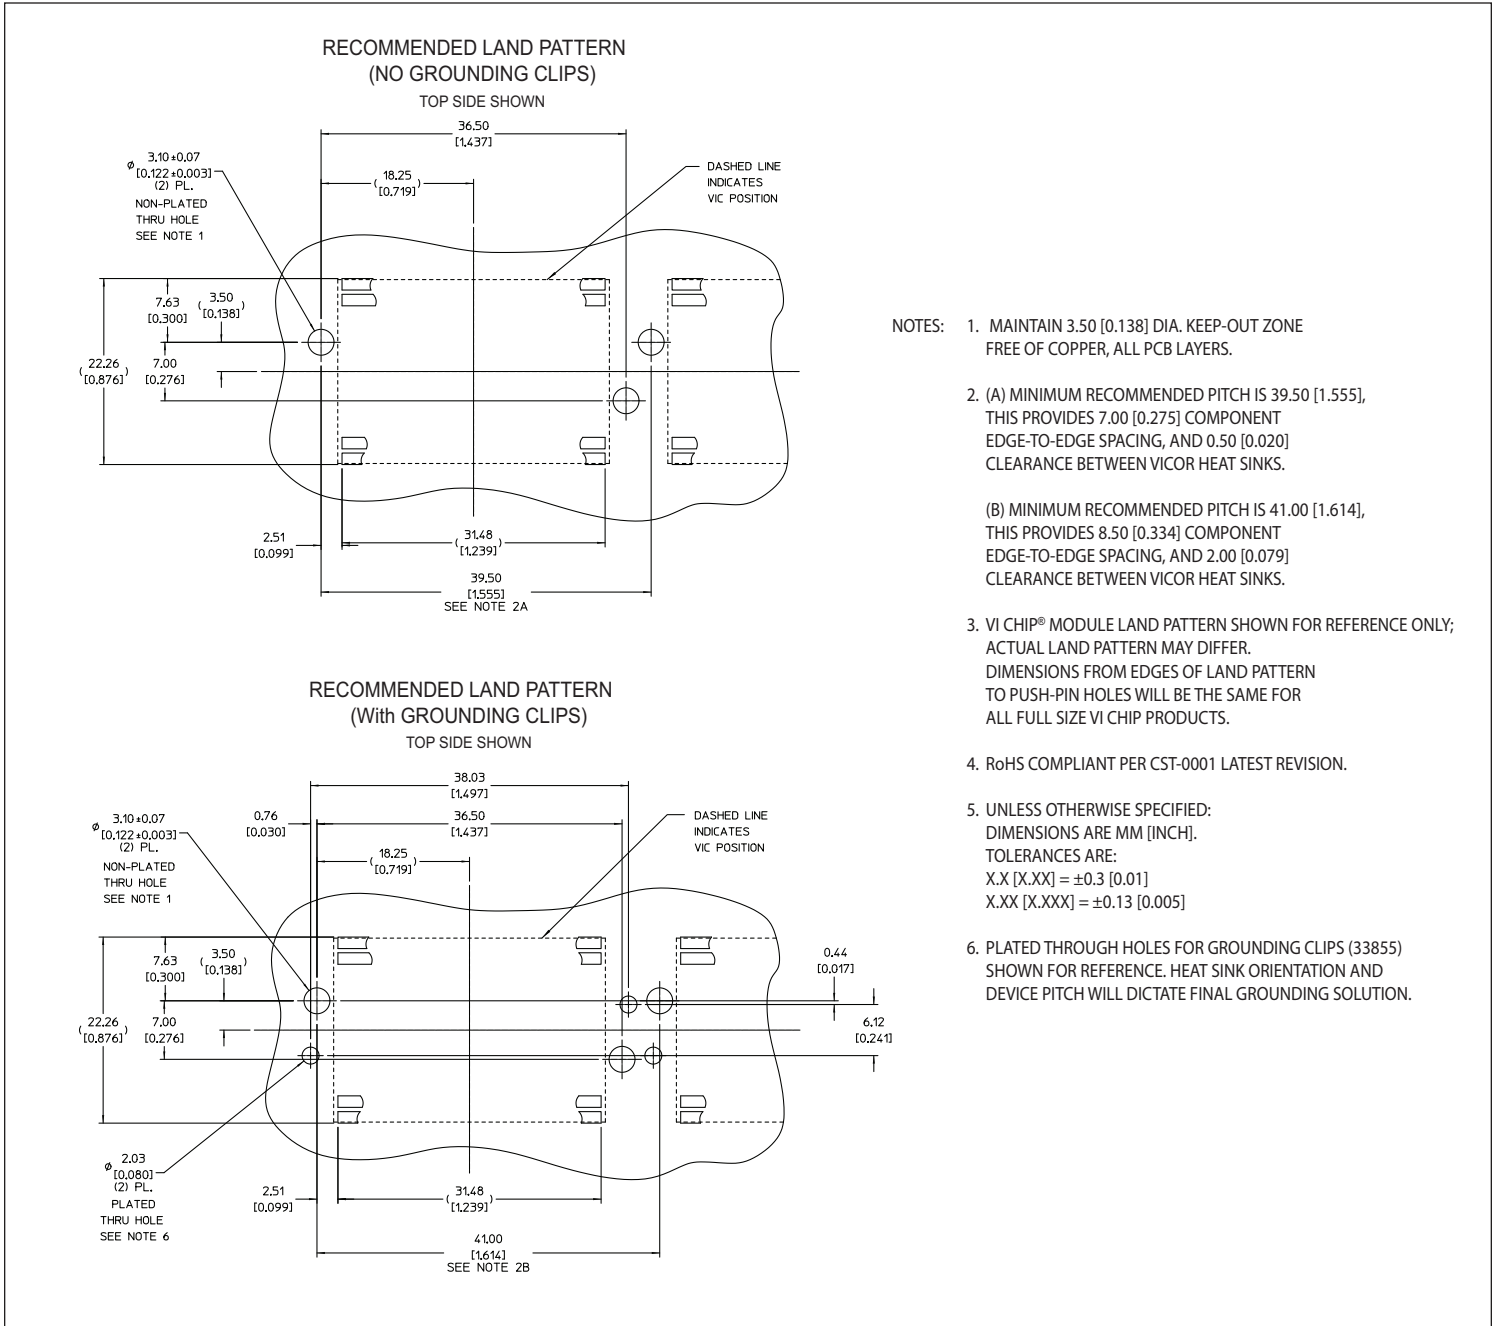 RECOMMENDED LAND PATTERN
(NO GROUNDING CLIPS)
TOP SIDE SHOWN
36.50
[1.437]
3.10±0.07
ø [0.122±0.003]
(2) PL.
NON-PLATED
THRU HOLE
SEE NOTE 1
(18.25)
[0.719]
DASHED LINE
INDICATES
VIC POSITION
7.63
[0.300]
(3.50)
[0.138]
(22.26)
[0.876]
7.00
[0.276]
2.51
[0.099]
(31.48)
[1.239]
39.50
[1.555]
SEE NOTE 2A
RECOMMENDED LAND PATTERN
(With GROUNDING CLIPS)
TOP SIDE SHOWN
38.03
[1.497]
3.10±0.07
ø [0.122±0.003]
(2) PL.
NON-PLATED
THRU HOLE
SEE NOTE 1
0.76
[0.030]
36.50
[1.437]
(18.25)
[0.719]
DASHED LINE
INDICATES
VIC POSITION
7.63
[0.300]
(3.50)
[0.138]
0.44
[0.017]
(22.26)
[0.876]
7.00
[0.276]
6.12
[0.241]
ø 2.03
[0.080]
(2) PL.
PLATED
THRU HOLE
SEE NOTE 6
2.51
[0.099]
(31.48)
[1.239]
41.00
[1.614]
SEE NOTE 2B
NOTES: 1. MAINTAIN 3.50 [0.138] DIA. KEEP-OUT ZONE
FREE OF COPPER, ALL PCB LAYERS.
2. (A) MINIMUM RECOMMENDED PITCH IS 39.50 [1.555],
THIS PROVIDES 7.00 [0.275] COMPONENT
EDGE-TO-EDGE SPACING, AND 0.50 [0.020]
CLEARANCE BETWEEN VICOR HEAT SINKS.
(B) MINIMUM RECOMMENDED PITCH IS 41.00 [1.614],
THIS PROVIDES 8.50 [0.334] COMPONENT
EDGE-TO-EDGE SPACING, AND 2.00 [0.079]
CLEARANCE BETWEEN VICOR HEAT SINKS.
3. VI CHIP® MODULE LAND PATTERN SHOWN FOR REFERENCE ONLY;
ACTUAL LAND PATTERN MAY DIFFER.
DIMENSIONS FROM EDGES OF LAND PATTERN
TO PUSH-PIN HOLES WILL BE THE SAME FOR
ALL FULL SIZE VI CHIP PRODUCTS.
4. RoHS COMPLIANT PER CST-0001 LATEST REVISION.
5. UNLESS OTHERWISE SPECIFIED:
DIMENSIONS ARE MM [INCH].
TOLERANCES ARE:
X.X [X.XX] = ±0.3 [0.01]
X.XX [X.XXX] = ±0.13 [0.005]
6. PLATED THROUGH HOLES FOR GROUNDING CLIPS (33855)
SHOWN FOR REFERENCE. HEAT SINK ORIENTATION AND
DEVICE PITCH WILL DICTATE FINAL GROUNDING SOLUTION.